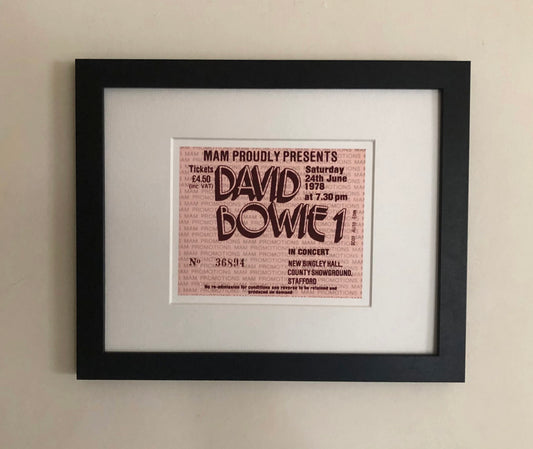 MAM PROUDLY PRESENTS
Tickets
£4.50
(inc VAT)
DAVID
BOWIE 1
Saturday
24th June
1978
at 7.30 pm
IN CONCERT
NEW BINGLEY HALL,
COUNTY SHOWGROUND,
STAFFORD
Nº 36894
No re-admission for conditions see reverse to be retained and
produced on demand
MAM PROMOTIONS